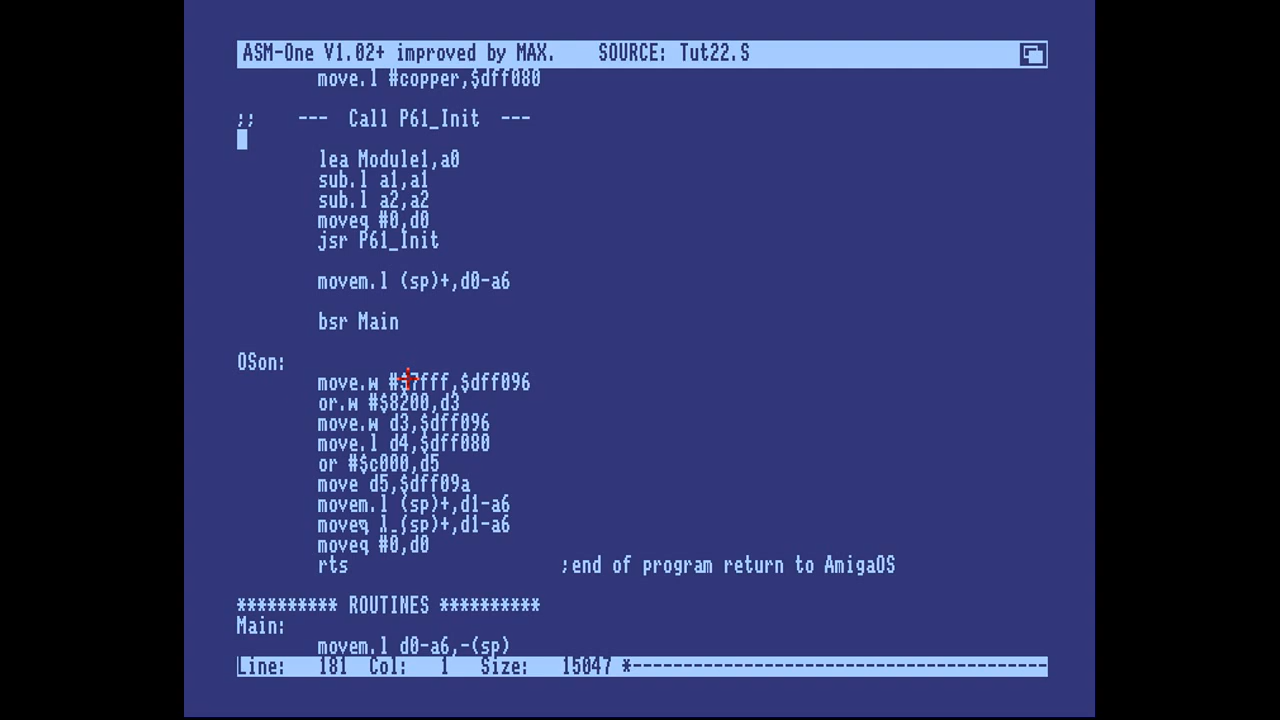 ASM-One V1.02+ improved by MAX. SOURCE: Tut22.S
move.l #copper,$dff080
;; --- Call P61_Init ---
lea Module1,a0
sub.l a1,a1
sub.l a2,a2
moveq #0,d0
jsr P61_Init
movem.l (sp)+,d0-a6
bsr Main
OSon:
move.w #$7fff,$dff096
or.w #$8200,d3
move.w d3,$dff096
move.l d4,$dff080
or #$c000,d5
move d5,$dff09a
movem.l (sp)+,d1-a6
(sp)+,d1-a6
moveq #0,d0
rts ;end of program return to AmigaOS
********** ROUTINES **********
Main:
movem.l d0-a6,-(sp)
Line: 181 Col: 1 Size: 15047 *-----------------------------------------